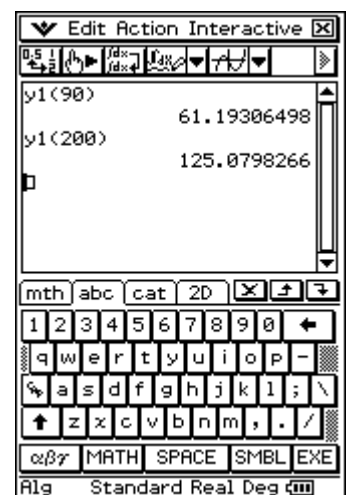 Edit Action Interactive
y1(90)
61.19306498
y1(200)
125.0798266
mth abc cat 2D
1 2 3 4 5 6 7 8 9 0
q w e r t y u i o p -
a s d f g h j k l ; \
z x c v b n m , . /
αβγ MATH SPACE SMBL EXE
Alg Standard Real Deg